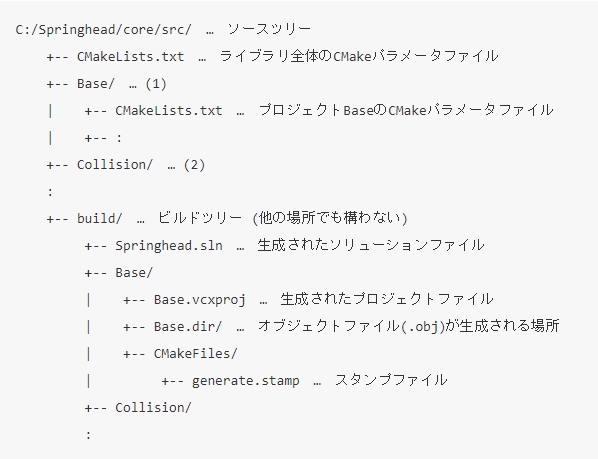 C:/Springhead/core/src/ … ソースツリー
+-- CMakeLists.txt … ライブラリ全体のCMakeパラメータファイル
+-- Base/ … (1)
|   +-- CMakeLists.txt … プロジェクトBaseのCMakeパラメータファイル
|   +-- :
+-- Collision/ … (2)
:
+-- build/ … ビルドツリー (他の場所でも構わない)
+-- Springhead.sln … 生成されたソリューションファイル
+-- Base/
|   +-- Base.vcxproj … 生成されたプロジェクトファイル
|   +-- Base.dir/ … オブジェクトファイル(.obj)が生成される場所
|   +-- CMakeFiles/
|       +-- generate.stamp … スタンプファイル
+-- Collision/
: